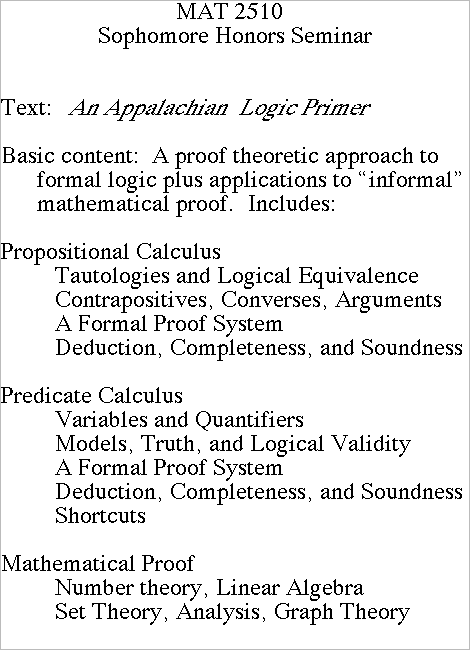 MAT 2510
Sophomore Honors Seminar
Text: An Appalachian Logic Primer
Basic content: A proof theoretic approach to
formal logic plus applications to “informal”
mathematical proof. Includes:
Propositional Calculus
Tautologies and Logical Equivalence
Contrapositives, Converses, Arguments
A Formal Proof System
Deduction, Completeness, and Soundness
Predicate Calculus
Variables and Quantifiers
Models, Truth, and Logical Validity
A Formal Proof System
Deduction, Completeness, and Soundness
Shortcuts
Mathematical Proof
Number theory, Linear Algebra
Set Theory, Analysis, Graph Theory